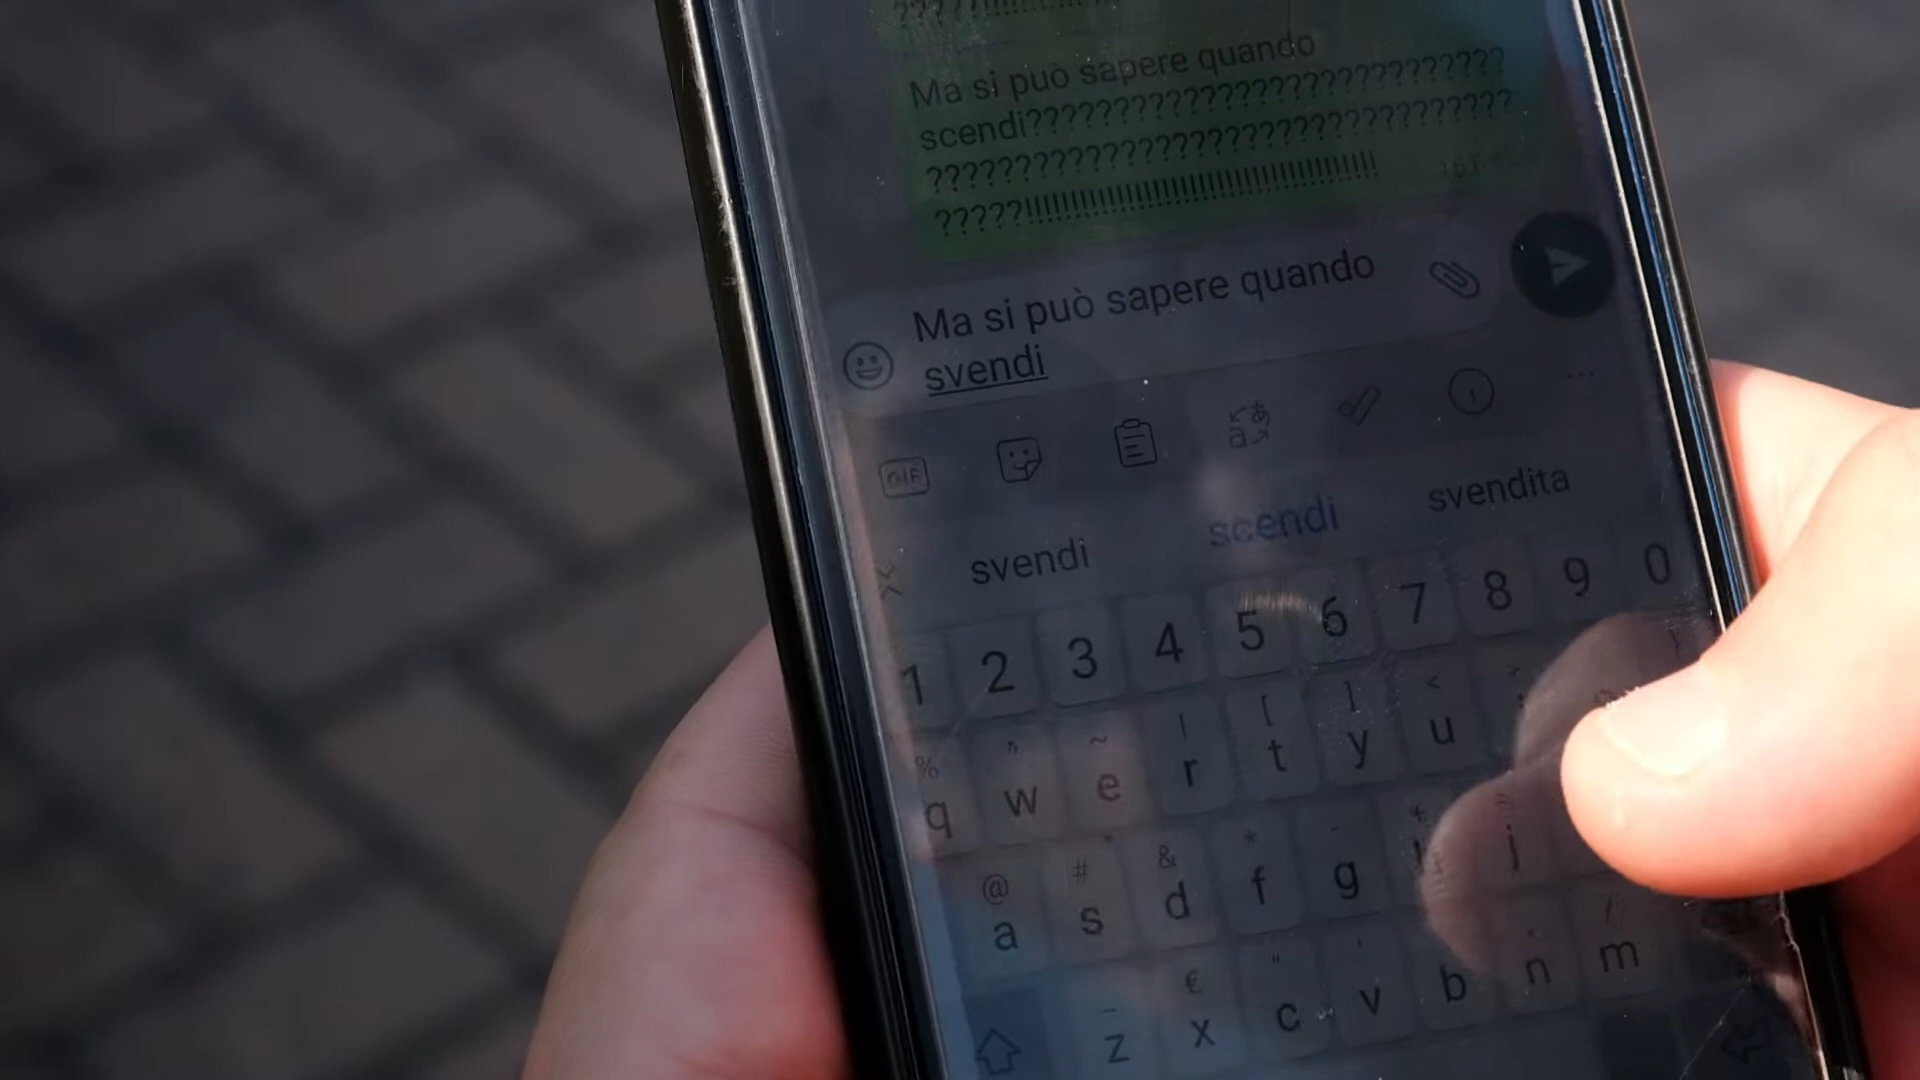 Ma si può sapere quando
scendi???????????????????????????
?????????????????????????????????
?????!!!!!!!!!!!!!!!!!!!!!!!!!!!!!!!!!!!!!!!!
Ma si può sapere quando
svendi
GIF
svendi scendi svendita
1 2 3 4 5 6 7 8 9 0
q w e r t y u
a s d f g j
z x c v b n m